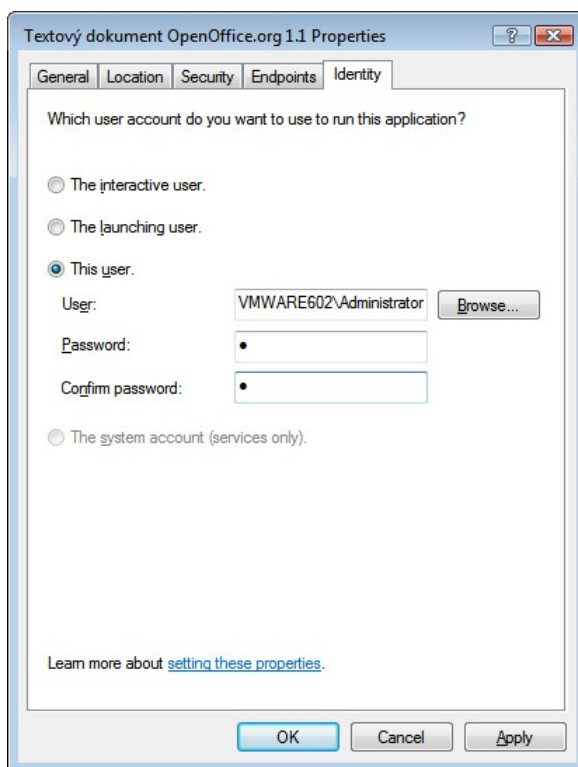 Textový dokument OpenOffice.org 1.1 Properties
General Location Security Endpoints Identity
Which user account do you want to use to run this application?
The interactive user.
The launching user.
This user.
User: VMWARE602\Administrator Browse...
Password: ●
Confirm password: ●
The system account (services only).
Learn more about setting these properties.
OK Cancel Apply